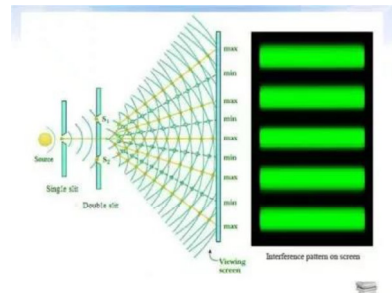 max
min
max
S₁
min
max
Source
S₂
min
max
Single slit
min
Double slit
max
Viewing
screen
Interference pattern on screen